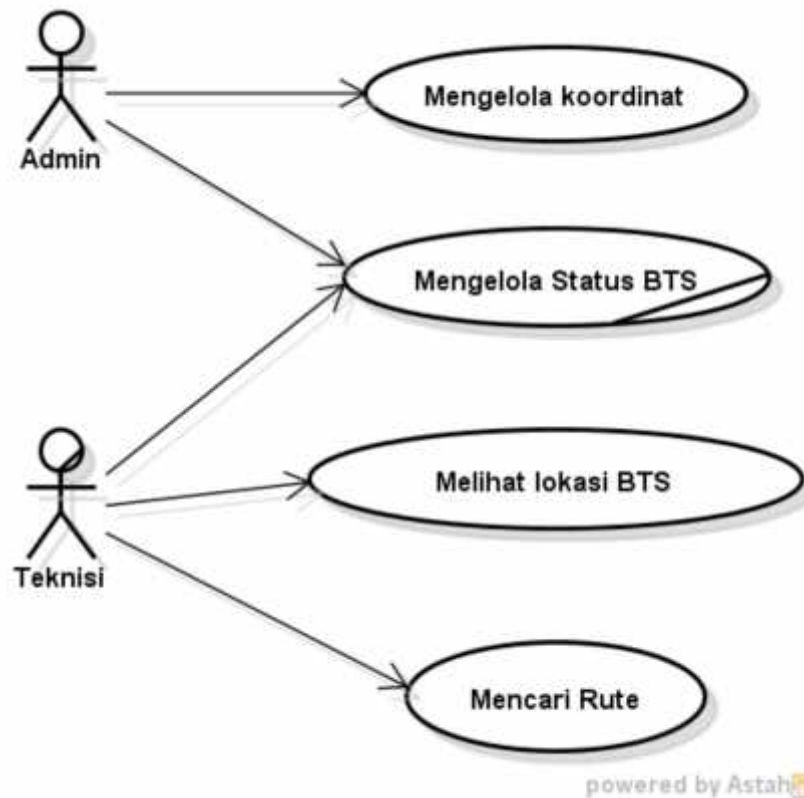 Mengelola koordinat
Admin
Mengelola Status BTS
Melihat lokasi BTS
Teknisi
Mencari Rute
powered by Astah